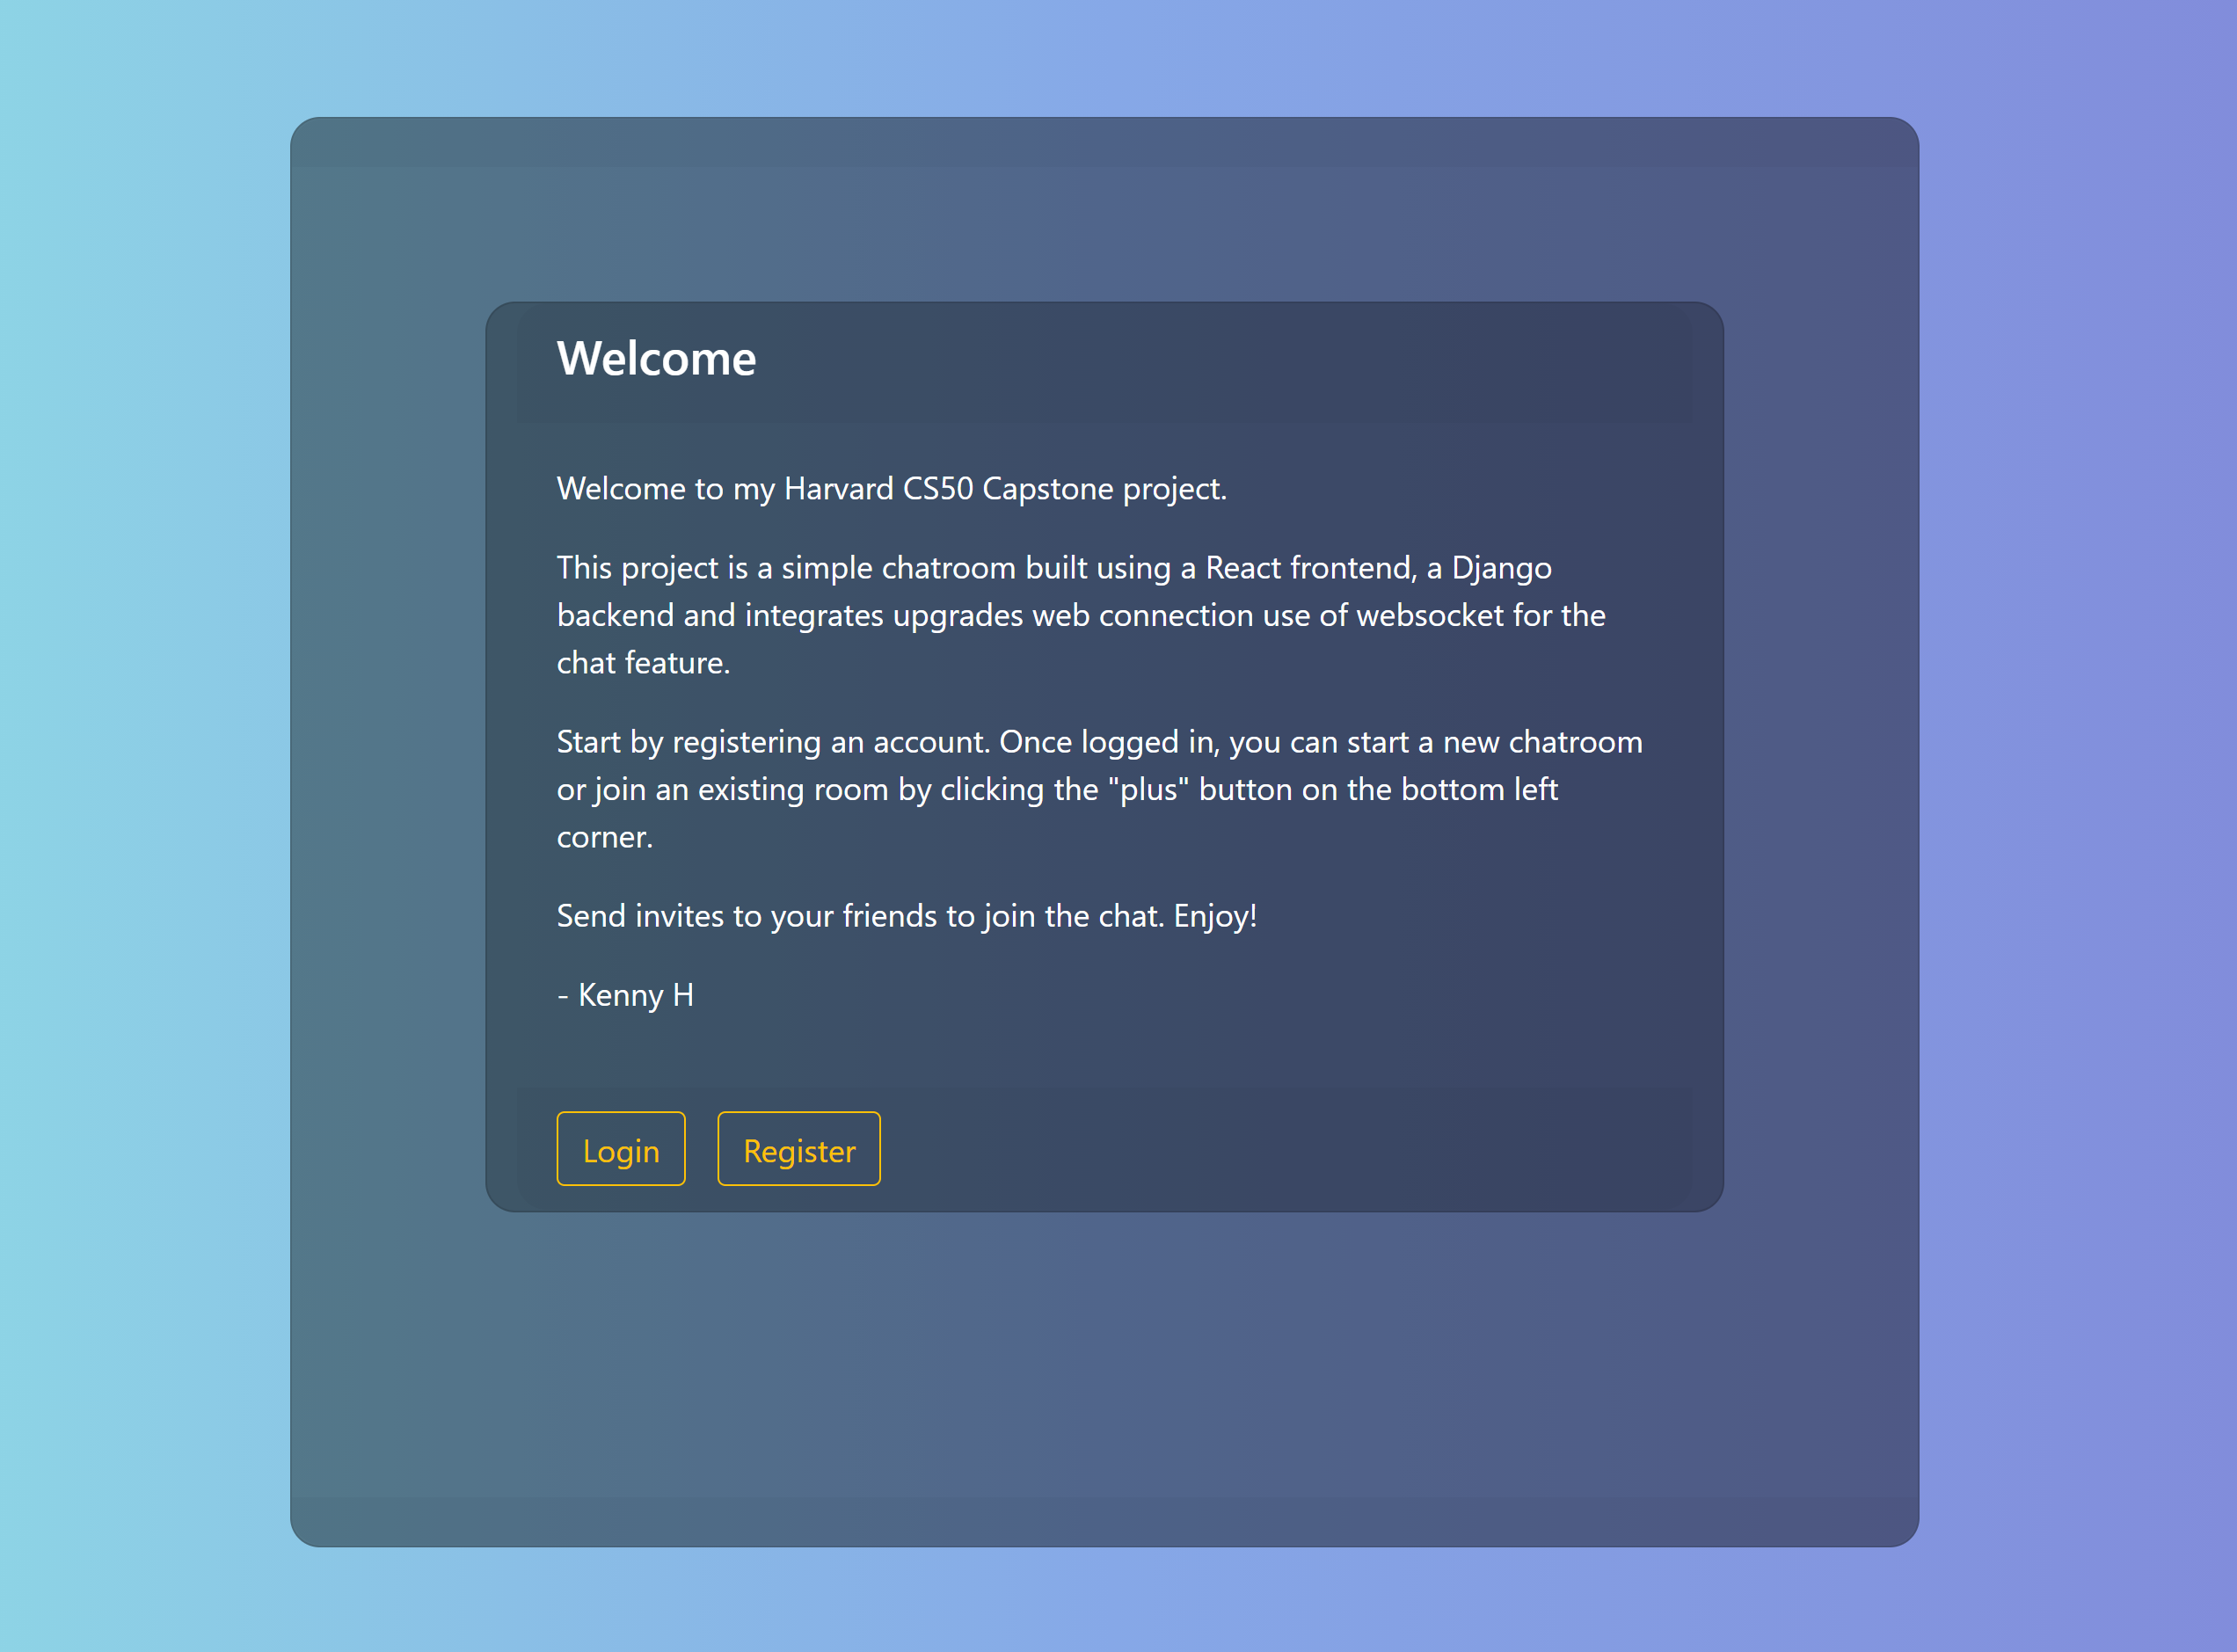 Welcome
Welcome to my Harvard CS50 Capstone project.
This project is a simple chatroom built using a React frontend, a Django
backend and integrates upgrades web connection use of websocket for the
chat feature.
Start by registering an account. Once logged in, you can start a new chatroom
or join an existing room by clicking the "plus" button on the bottom left
corner.
Send invites to your friends to join the chat. Enjoy!
- Kenny H
Login
Register